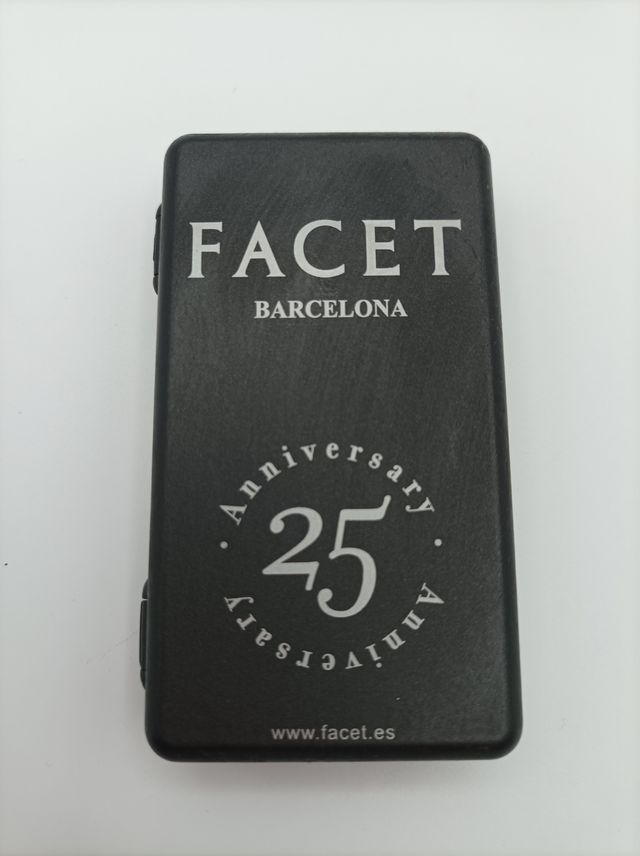 FACET
BARCELONA
Anniversary
25
Anniversary
www.facet.es